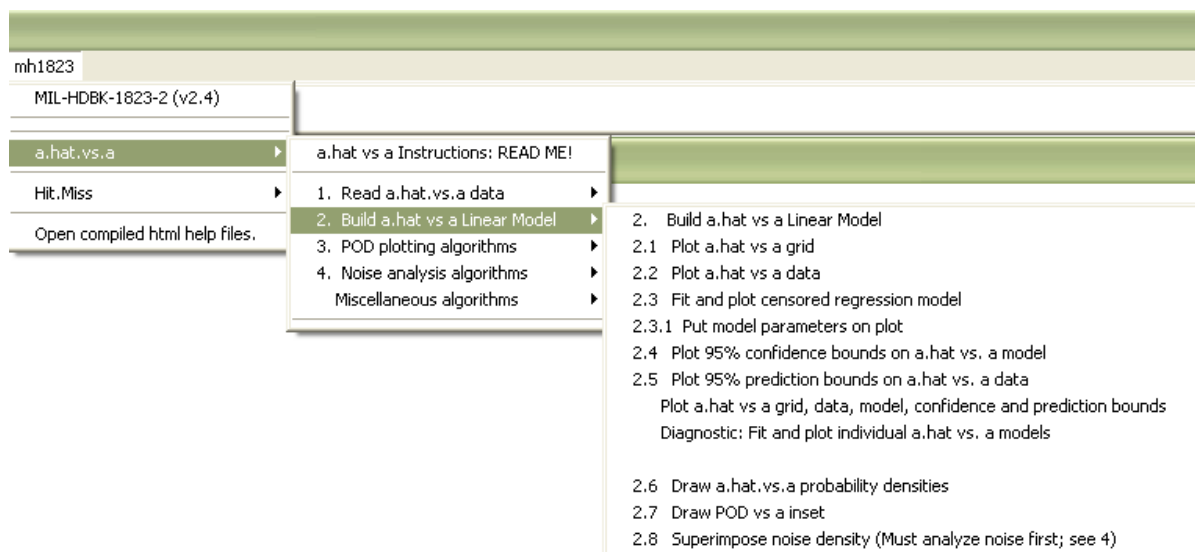 mh1823
MIL-HDBK-1823-2 (v2.4)
a.hat.vs.a
Hit.Miss
Open compiled html help files.
a.hat vs a Instructions: READ ME!
1. Read a.hat.vs.a data
2. Build a.hat vs a Linear Model
3. POD plotting algorithms
4. Noise analysis algorithms
Miscellaneous algorithms
2. Build a.hat vs a Linear Model
2.1 Plot a.hat vs a grid
2.2 Plot a.hat vs a data
2.3 Fit and plot censored regression model
2.3.1 Put model parameters on plot
2.4 Plot 95% confidence bounds on a.hat vs. a model
2.5 Plot 95% prediction bounds on a.hat vs. a data
Plot a.hat vs a grid, data, model, confidence and prediction bounds
Diagnostic: Fit and plot individual a.hat vs. a models
2.6 Draw a.hat.vs.a probability densities
2.7 Draw POD vs a inset
2.8 Superimpose noise density (Must analyze noise first; see 4)